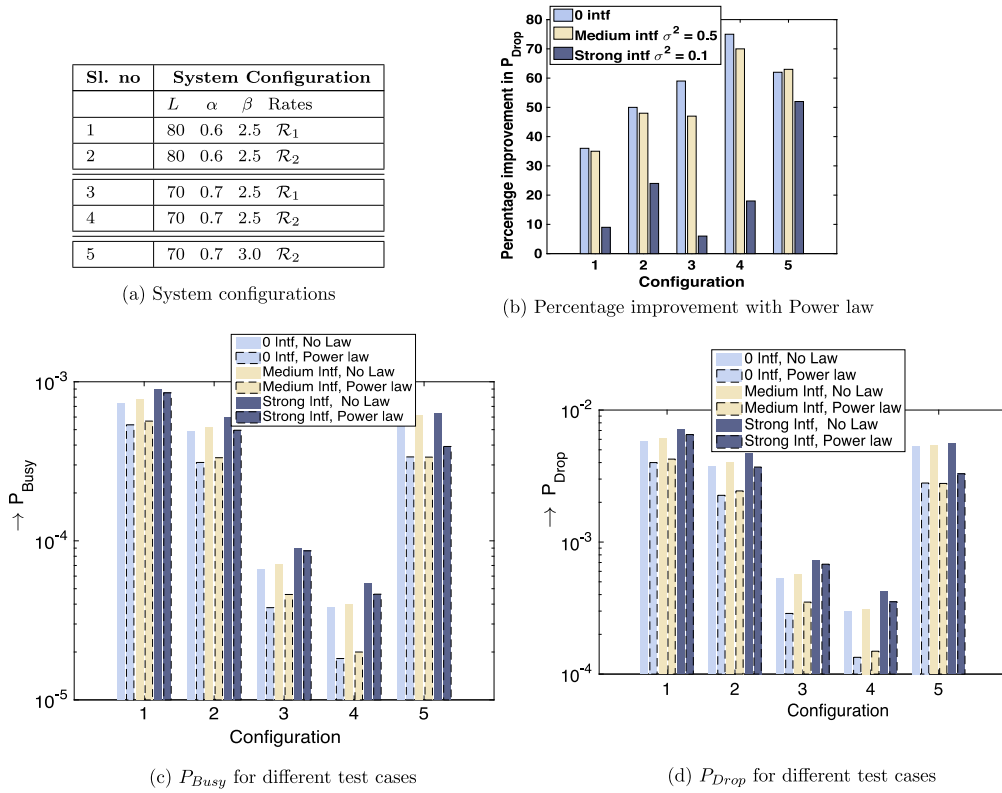 Sl. no System Configuration
L α β Rates
1 80 0.6 2.5 R₁
2 80 0.6 2.5 R₂
3 70 0.7 2.5 R₁
4 70 0.7 2.5 R₂
5 70 0.7 3.0 R₂
(a) System configurations
Percentage improvement in P_Drop
80
70
60
50
40
30
20
10
0
0 intf
Medium intf σ² = 0.5
Strong intf σ² = 0.1
1 2 3 4 5
Configuration
(b) Percentage improvement with Power law
→ P_Busy
10⁻³
10⁻⁴
10⁻⁵
0 Intf, No Law
0 Intf, Power law
Medium Intf, No Law
Medium Intf, Power law
Strong Intf, No Law
Strong Intf, Power law
1 2 3 4 5
Configuration
(c) P_Busy for different test cases
→ P_Drop
10⁻²
10⁻³
10⁻⁴
0 Intf, No Law
0 Intf, Power law
Medium Intf, No Law
Medium Intf, Power law
Strong Intf, No Law
Strong Intf, Power law
1 2 3 4 5
Configuration
(d) P_Drop for different test cases